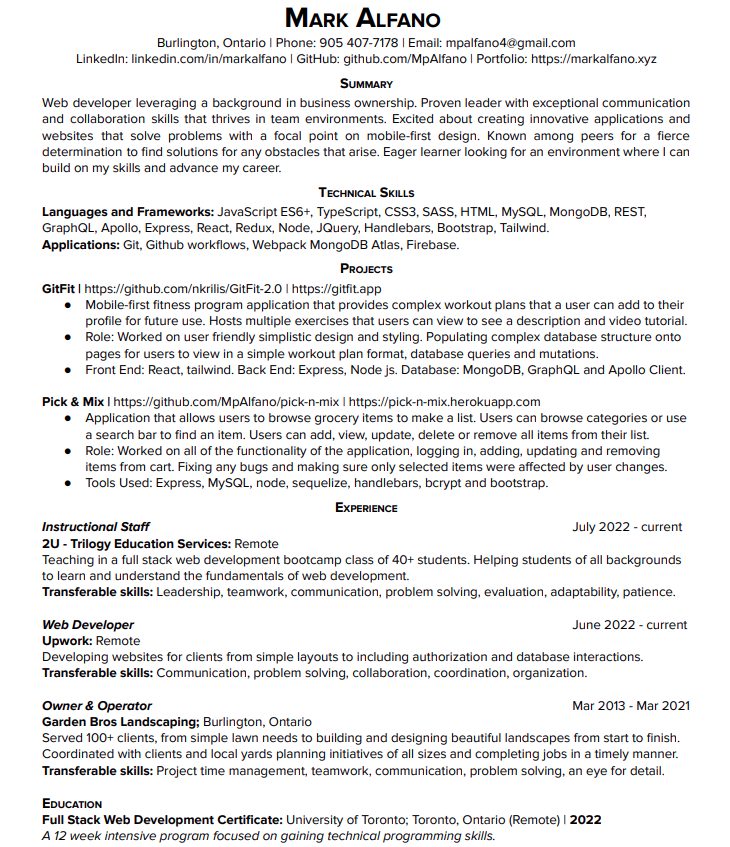 Mark Alfano
Burlington, Ontario | Phone: 905 407-7178 | Email: mpalfano4@gmail.com
LinkedIn: linkedin.com/in/markalfano | GitHub: github.com/MpAlfano | Portfolio: https://markalfano.xyz
Summary
Web developer leveraging a background in business ownership. Proven leader with exceptional communication
and collaboration skills that thrives in team environments. Excited about creating innovative applications and
websites that solve problems with a focal point on mobile-first design. Known among peers for a fierce
determination to find solutions for any obstacles that arise. Eager learner looking for an environment where I can
build on my skills and advance my career.
Technical Skills
Languages and Frameworks: JavaScript ES6+, TypeScript, CSS3, SASS, HTML, MySQL, MongoDB, REST,
GraphQL, Apollo, Express, React, Redux, Node, JQuery, Handlebars, Bootstrap, Tailwind.
Applications: Git, Github workflows, Webpack MongoDB Atlas, Firebase.
Projects
GitFit | https://github.com/nkrilis/GitFit-2.0 | https://gitfit.app
● Mobile-first fitness program application that provides complex workout plans that a user can add to their
profile for future use. Hosts multiple exercises that users can view to see a description and video tutorial.
● Role: Worked on user friendly simplistic design and styling. Populating complex database structure onto
pages for users to view in a simple workout plan format, database queries and mutations.
● Front End: React, tailwind. Back End: Express, Node js. Database: MongoDB, GraphQL and Apollo Client.
Pick & Mix | https://github.com/MpAlfano/pick-n-mix | https://pick-n-mix.herokuapp.com
● Application that allows users to browse grocery items to make a list. Users can browse categories or use
a search bar to find an item. Users can add, view, update, delete or remove all items from their list.
● Role: Worked on all of the functionality of the application, logging in, adding, updating and removing
items from cart. Fixing any bugs and making sure only selected items were affected by user changes.
● Tools Used: Express, MySQL, node, sequelize, handlebars, bcrypt and bootstrap.
Experience
Instructional Staff July 2022 - current
2U - Trilogy Education Services: Remote
Teaching in a full stack web development bootcamp class of 40+ students. Helping students of all backgrounds
to learn and understand the fundamentals of web development.
Transferable skills: Leadership, teamwork, communication, problem solving, evaluation, adaptability, patience.
Web Developer June 2022 - current
Upwork: Remote
Developing websites for clients from simple layouts to including authorization and database interactions.
Transferable skills: Communication, problem solving, collaboration, coordination, organization.
Owner & Operator Mar 2013 - Mar 2021
Garden Bros Landscaping; Burlington, Ontario
Served 100+ clients, from simple lawn needs to building and designing beautiful landscapes from start to finish.
Coordinated with clients and local yards planning initiatives of all sizes and completing jobs in a timely manner.
Transferable skills: Project time management, teamwork, communication, problem solving, an eye for detail.
Education
Full Stack Web Development Certificate: University of Toronto; Toronto, Ontario (Remote) | 2022
A 12 week intensive program focused on gaining technical programming skills.